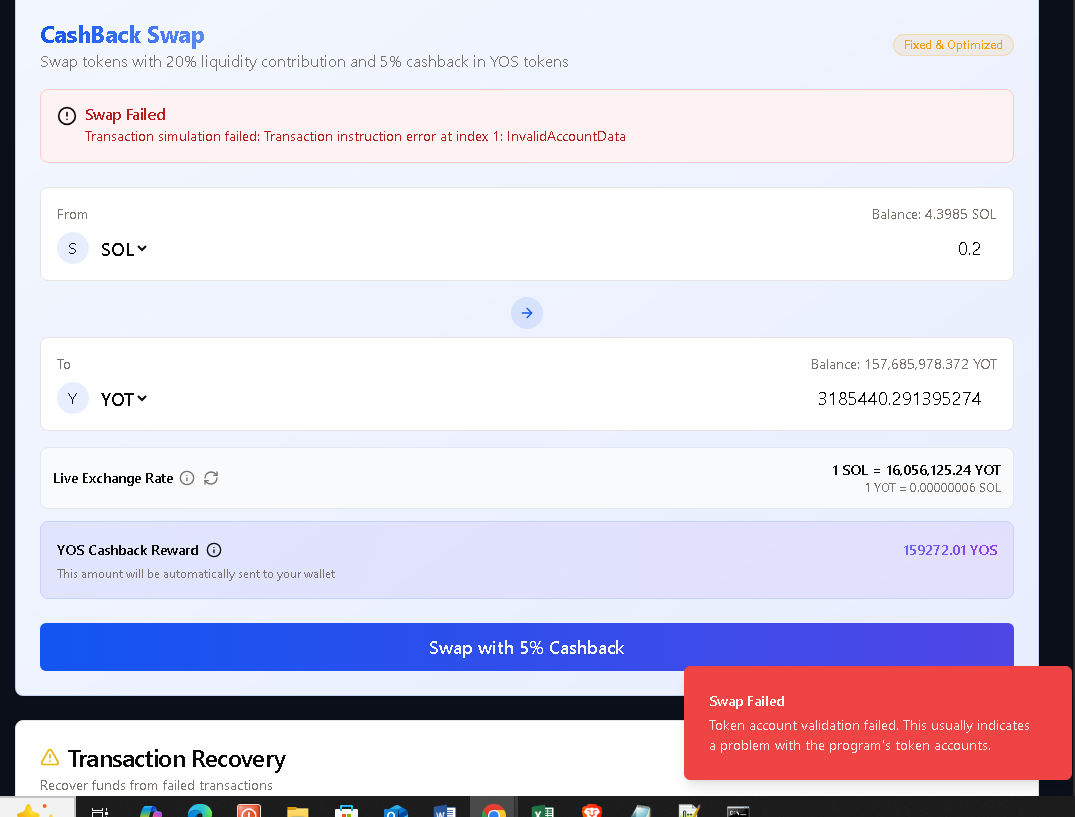 CashBack Swap
Swap tokens with 20% liquidity contribution and 5% cashback in YOS tokens
Fixed & Optimized
Swap Failed
Transaction simulation failed: Transaction instruction error at index 1: InvalidAccountData
From
Balance: 4.3985 SOL
S SOL
0.2
To
Balance: 157,685,978.372 YOT
Y YOT
3185440.291395274
Live Exchange Rate
1 SOL = 16,056,125.24 YOT
1 YOT = 0.00000006 SOL
YOS Cashback Reward
159272.01 YOS
This amount will be automatically sent to your wallet
Swap with 5% Cashback
Swap Failed
Token account validation failed. This usually indicates
a problem with the program's token accounts.
Transaction Recovery
Recover funds from failed transactions